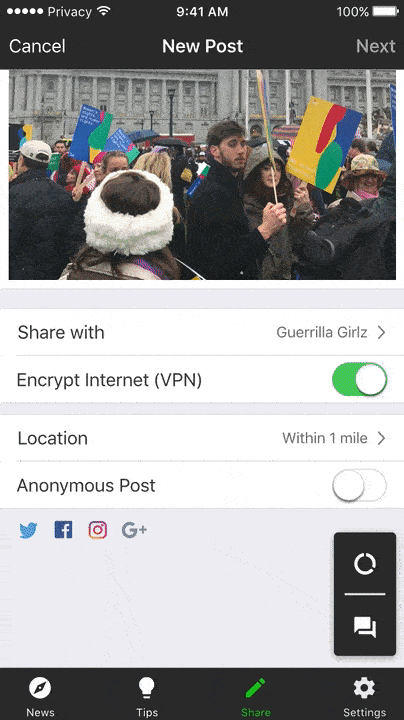 Privacy 9:41 AM 100%
Cancel New Post Next
Share with Guerrilla Girlz
Encrypt Internet (VPN)
Location Within 1 mile
Anonymous Post
G+
News Tips Share Settings